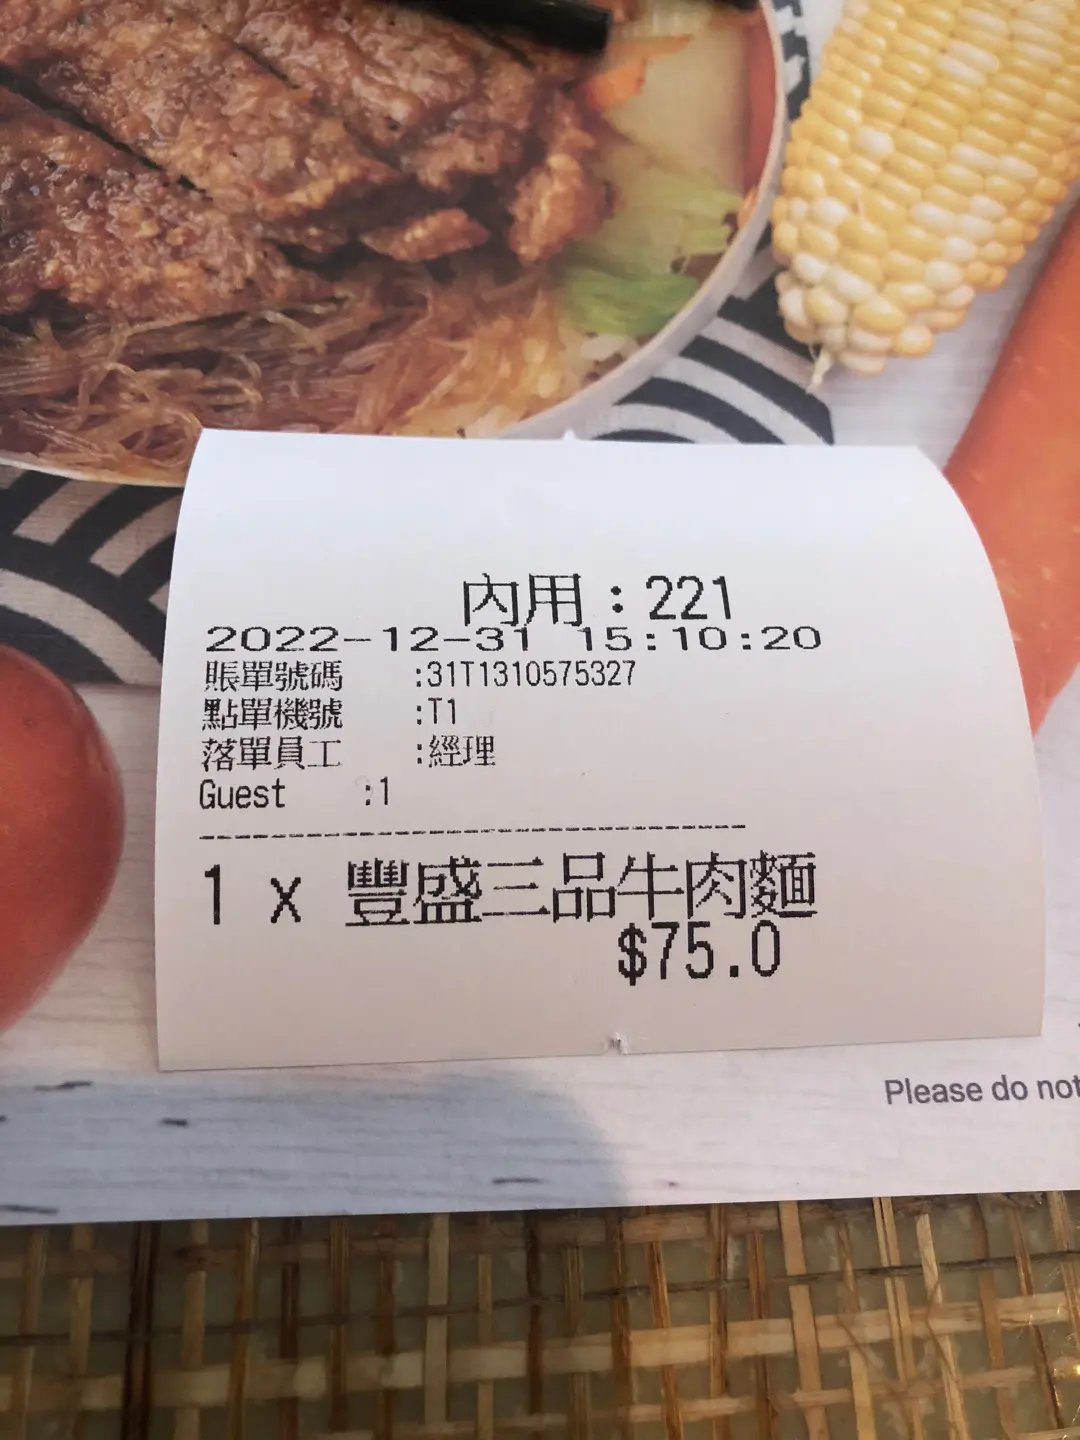 內用：221
2022-12-31 15:10:20
賬單號碼 :31T1310575327
點單機號 :T1
落單員工 :經理
Guest :1
--------------------------------
1 x 豐盛三品牛肉麵
$75.0
Please do not